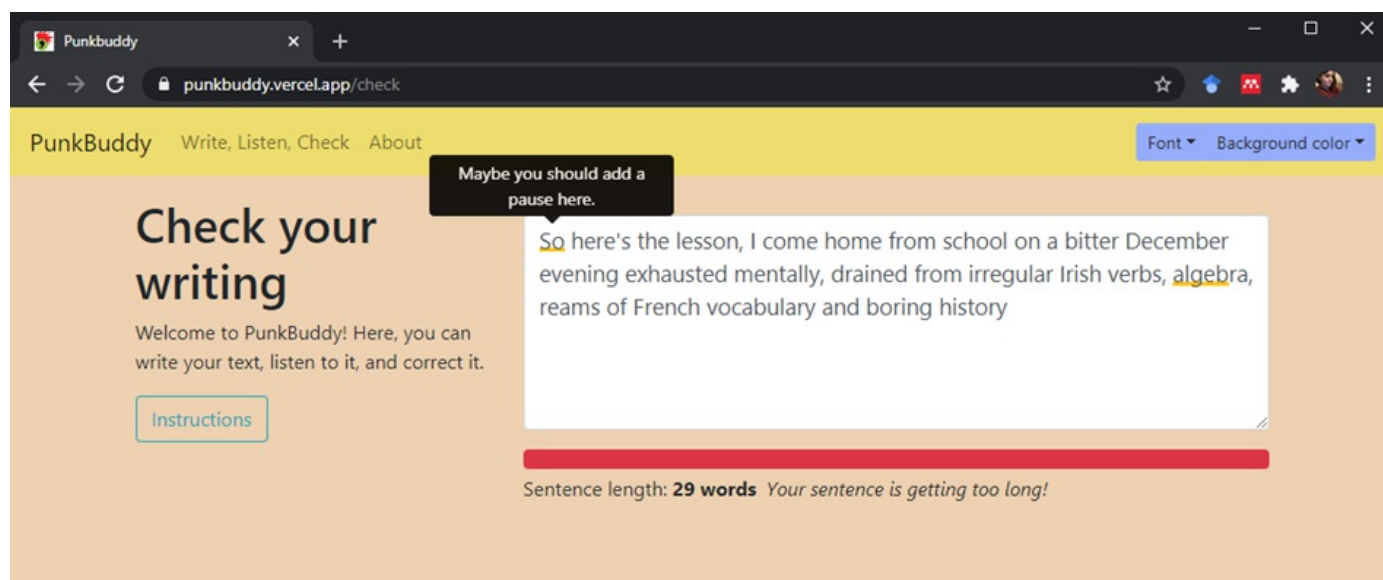 Punkbuddy
punkbuddy.vercel.app/check
PunkBuddy Write, Listen, Check About Font Background color
Maybe you should add a
pause here.
Check your
writing
Welcome to PunkBuddy! Here, you can
write your text, listen to it, and correct it.
Instructions
So here's the lesson, I come home from school on a bitter December
evening exhausted mentally, drained from irregular Irish verbs, algebra,
reams of French vocabulary and boring history
Sentence length: 29 words Your sentence is getting too long!